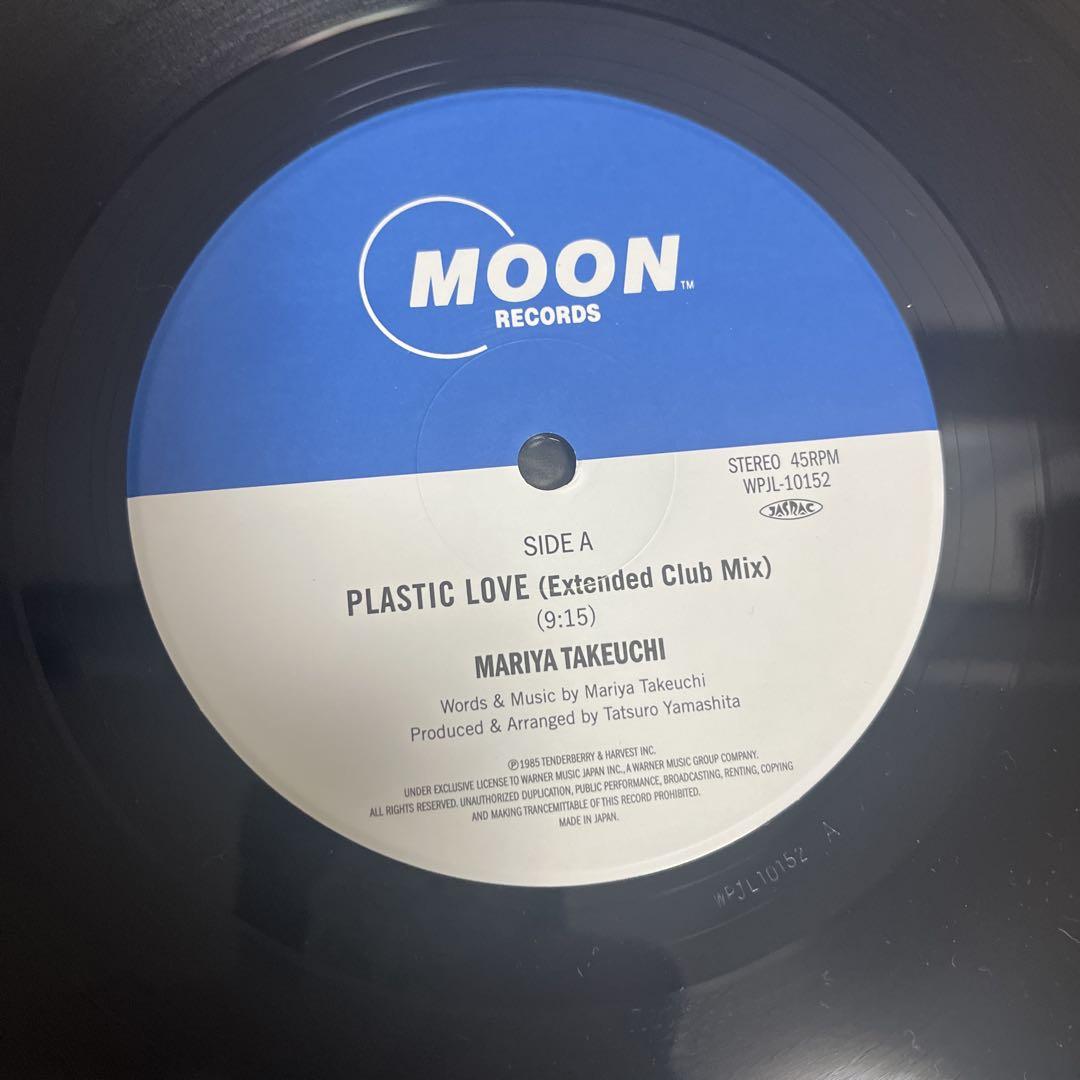 MOON™
RECORDS
STEREO 45RPM
WPJL-10152
JASRAC
SIDE A
PLASTIC LOVE (Extended Club Mix)
(9:15)
MARIYA TAKEUCHI
Words & Music by Mariya Takeuchi
Produced & Arranged by Tatsuro Yamashita
℗1985 TENDERBERRY & HARVEST INC.
UNDER EXCLUSIVE LICENSE TO WARNER MUSIC JAPAN INC., A WARNER MUSIC GROUP COMPANY.
ALL RIGHTS RESERVED. UNAUTHORIZED DUPLICATION, PUBLIC PERFORMANCE, BROADCASTING, RENTING, COPYING
AND MAKING TRANCEMITTABLE OF THIS RECORD PROHIBITED.
MADE IN JAPAN.
WPJL10152 A